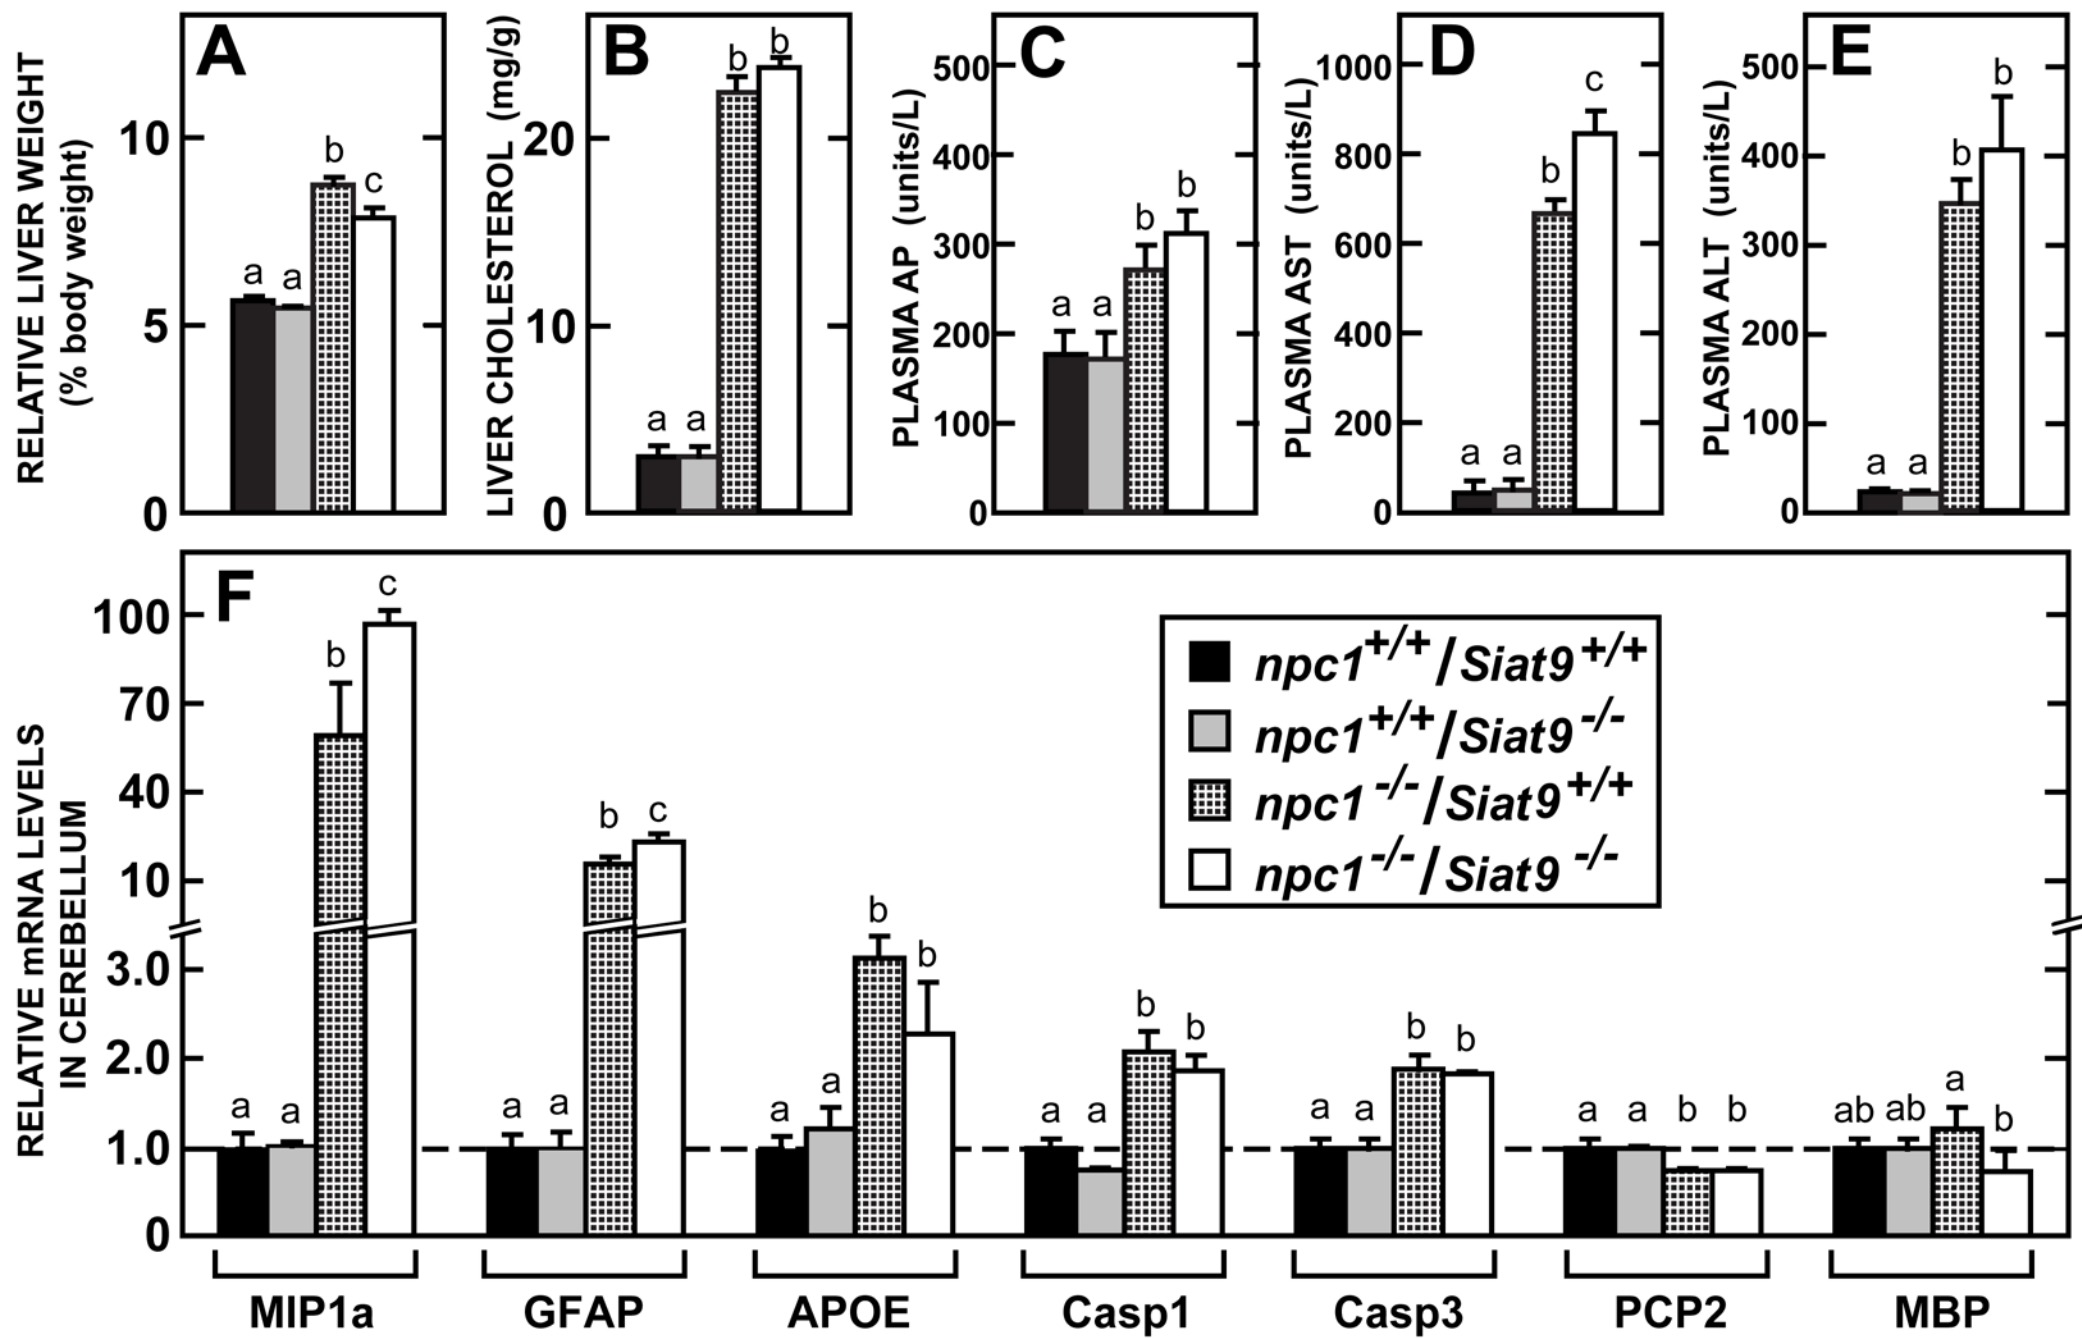 A
RELATIVE LIVER WEIGHT
(% body weight)
10
5
0
a
a
b
c
B
LIVER CHOLESTEROL (mg/g)
20
10
0
a
a
b
b
C
PLASMA AP (units/L)
500
400
300
200
100
0
a
a
b
b
D
PLASMA AST (units/L)
1000
800
600
400
200
0
a
a
b
c
E
PLASMA ALT (units/L)
500
400
300
200
100
0
a
a
b
b
F
RELATIVE mRNA LEVELS
IN CEREBELLUM
100
70
40
10
3.0
2.0
1.0
0
npc1+/+/Siat9+/+
npc1+/+/Siat9-/-
npc1-/-/Siat9+/+
npc1-/-/Siat9-/-
a a b c
a a b c
a a b b
a a b b
a a b b
a a b b
ab ab a b
MIP1a GFAP APOE Casp1 Casp3 PCP2 MBP